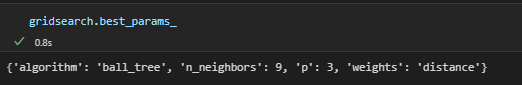 gridsearch.best_params_
0.8s
{'algorithm': 'ball_tree', 'n_neighbors': 9, 'p': 3, 'weights': 'distance'}